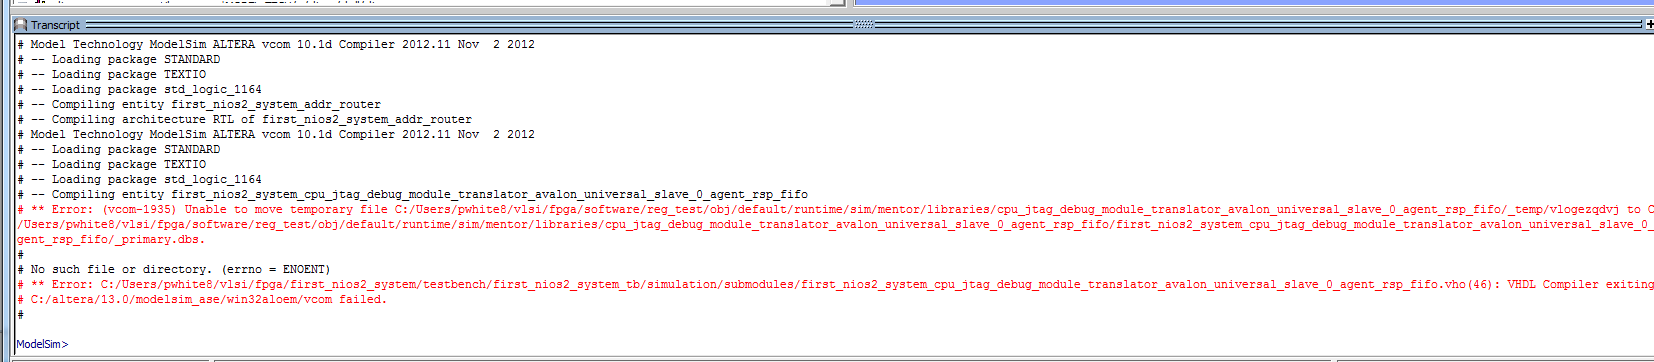 Transcript
# Model Technology ModelSim ALTERA vcom 10.1d Compiler 2012.11 Nov  2 2012
# -- Loading package STANDARD
# -- Loading package TEXTIO
# -- Loading package std_logic_1164
# -- Compiling entity first_nios2_system_addr_router
# -- Compiling architecture RTL of first_nios2_system_addr_router
# Model Technology ModelSim ALTERA vcom 10.1d Compiler 2012.11 Nov  2 2012
# -- Loading package STANDARD
# -- Loading package TEXTIO
# -- Loading package std_logic_1164
# -- Compiling entity first_nios2_system_cpu_jtag_debug_module_translator_avalon_universal_slave_0_agent_rsp_fifo
# ** Error: (vcom-1935) Unable to move temporary file C:/Users/pwhite8/vlsi/fpga/software/reg_test/obj/default/runtime/sim/mentor/libraries/cpu_jtag_debug_module_translator_avalon_universal_slave_0_agent_rsp_fifo/_temp/vlogezqdvj to C
/Users/pwhite8/vlsi/fpga/software/reg_test/obj/default/runtime/sim/mentor/libraries/cpu_jtag_debug_module_translator_avalon_universal_slave_0_agent_rsp_fifo/first_nios2_system_cpu_jtag_debug_module_translator_avalon_universal_slave_0_
gent_rsp_fifo/_primary.dbs.
#
# No such file or directory. (errno = ENOENT)
# ** Error: C:/Users/pwhite8/vlsi/fpga/first_nios2_system/testbench/first_nios2_system_tb/simulation/submodules/first_nios2_system_cpu_jtag_debug_module_translator_avalon_universal_slave_0_agent_rsp_fifo.vho(46): VHDL Compiler exiting
# C:/altera/13.0/modelsim_ase/win32aloem/vcom failed.
#
ModelSim>